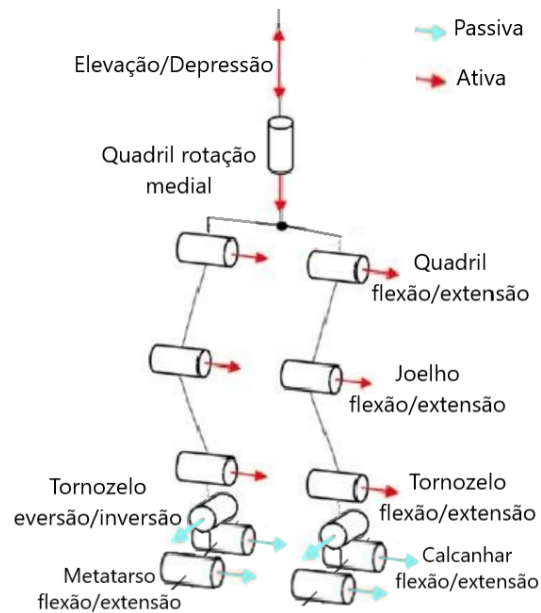 Passiva
Elevação/Depressão
Ativa
Quadril rotação
medial
Quadril
flexão/extensão
Joelho
flexão/extensão
Tornozelo
eversão/inversão
Tornozelo
flexão/extensão
Metatarso
flexão/extensão
Calcanhar
flexão/extensão